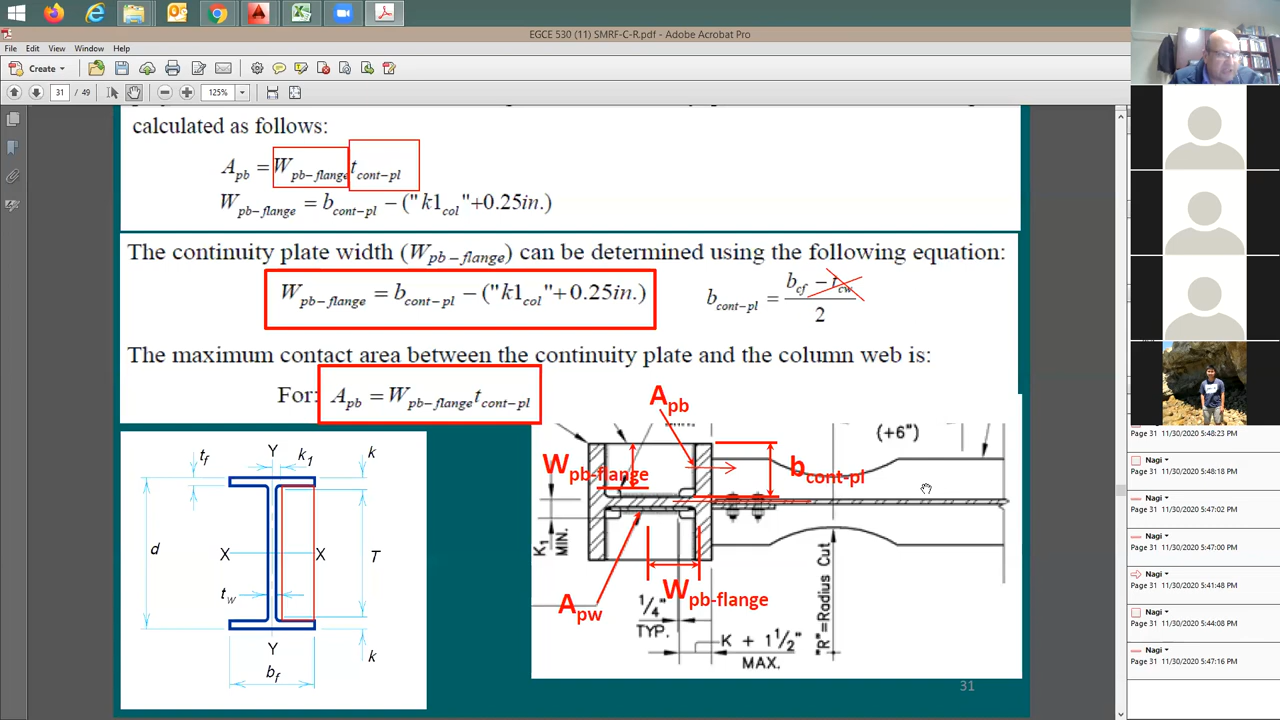 EGCE 530 (11) SMRF-C-R.pdf - Adobe Acrobat Pro
File Edit View Window Help
Create
31 / 49 125%
calculated as follows:
A_pb = W_pb-flange t_cont-pl
W_pb-flange = b_cont-pl - ("k1_col"+0.25in.)
The continuity plate width (W_pb-flange) can be determined using the following equation:
W_pb-flange = b_cont-pl - ("k1_col"+0.25in.)
b_cont-pl = (b_cf - t_cw) / 2
The maximum contact area between the continuity plate and the column web is:
For: A_pb = W_pb-flange t_cont-pl
t_f
Y
k_1
k
d
X
X
T
t_w
Y
k
b_f
A_pb
(+6")
W_pb-flange
b_cont-pl
K_1
MIN.
W_pb-flange
A_pw
1/4"
TYP.
K + 1 1/2"
MAX.
"R"=Radius Cut
31
Page 31 11/30/2020 5:48:23 PM
Nagi
Page 31 11/30/2020 5:48:18 PM
Nagi
Page 31 11/30/2020 5:47:02 PM
Nagi
Page 31 11/30/2020 5:47:00 PM
Nagi
Page 31 11/30/2020 5:41:48 PM
Nagi
Page 31 11/30/2020 5:44:08 PM
Nagi
Page 31 11/30/2020 5:47:16 PM